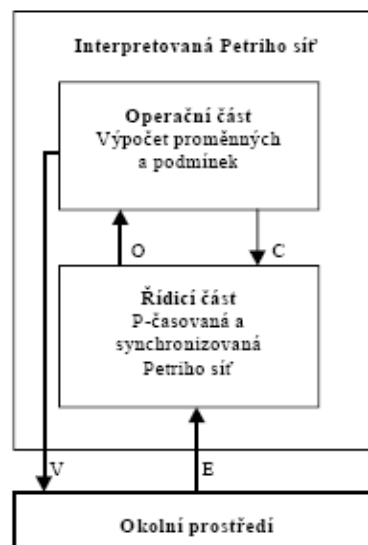 Interpretovaná Petriho síť
Operační část
Výpočet proměnných
a podmínek
O
C
Řídicí část
P-časovaná a
synchronizovaná
Petriho síť
V
E
Okolní prostředí